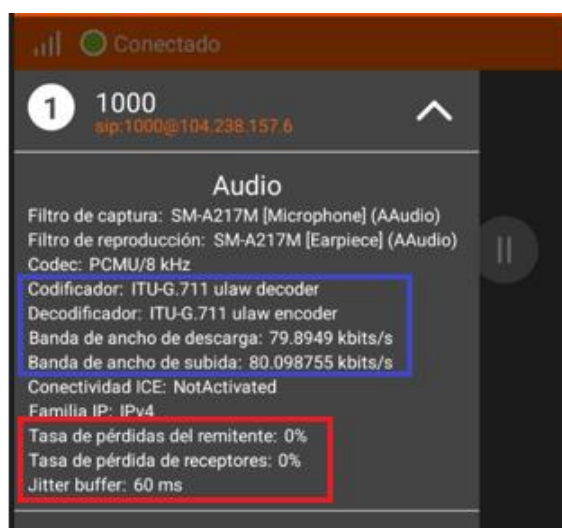 Conectado
1
1000
sip:1000@104.238.157.6
Audio
Filtro de captura: SM-A217M [Microphone] (AAudio)
Filtro de reproducción: SM-A217M [Earpiece] (AAudio)
Codec: PCMU/8 kHz
Codificador: ITU-G.711 ulaw decoder
Decodificador: ITU-G.711 ulaw encoder
Banda de ancho de descarga: 79.8949 kbits/s
Banda de ancho de subida: 80.098755 kbits/s
Conectividad ICE: NotActivated
Familia IP: IPv4
Tasa de pérdidas del remitente: 0%
Tasa de pérdida de receptores: 0%
Jitter buffer: 60 ms